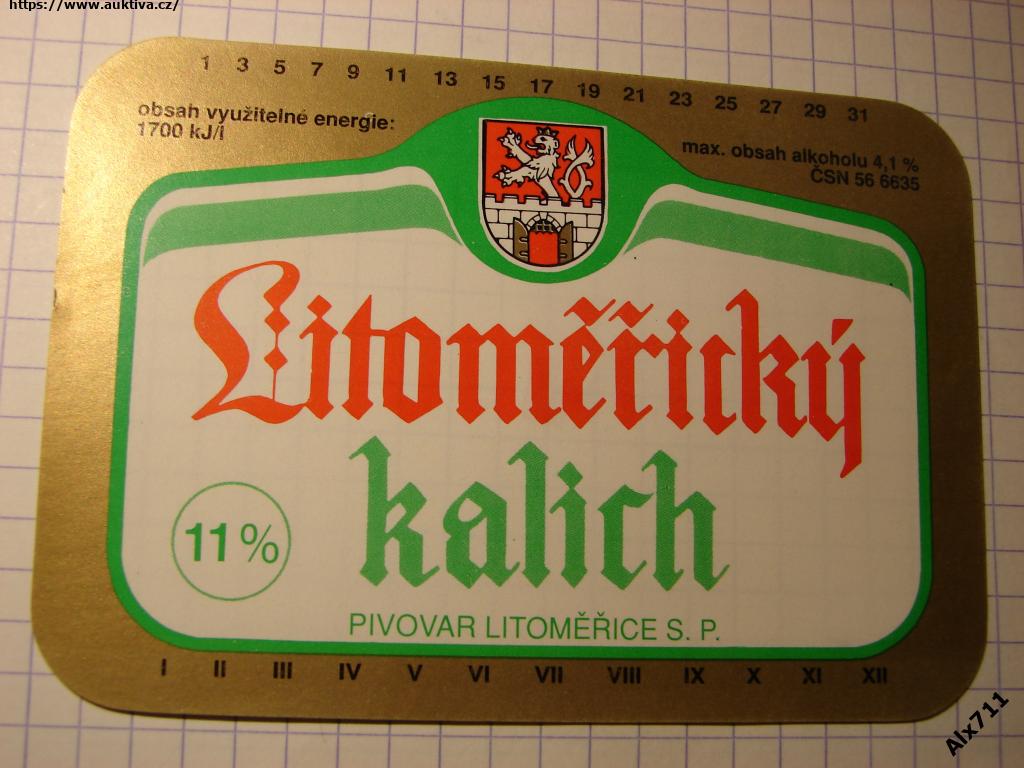 https://www.auktiva.cz/
1 3 5 7 9 11 13 15 17 19 21 23 25 27 29 31
obsah využitelné energie:
1700 kJ/l
max. obsah alkoholu 4,1 %
ČSN 56 6635
Litoměřický
kalich
11 %
PIVOVAR LITOMĚŘICE S. P.
I II III IV V VI VII VIII IX X XI XII
Alx711